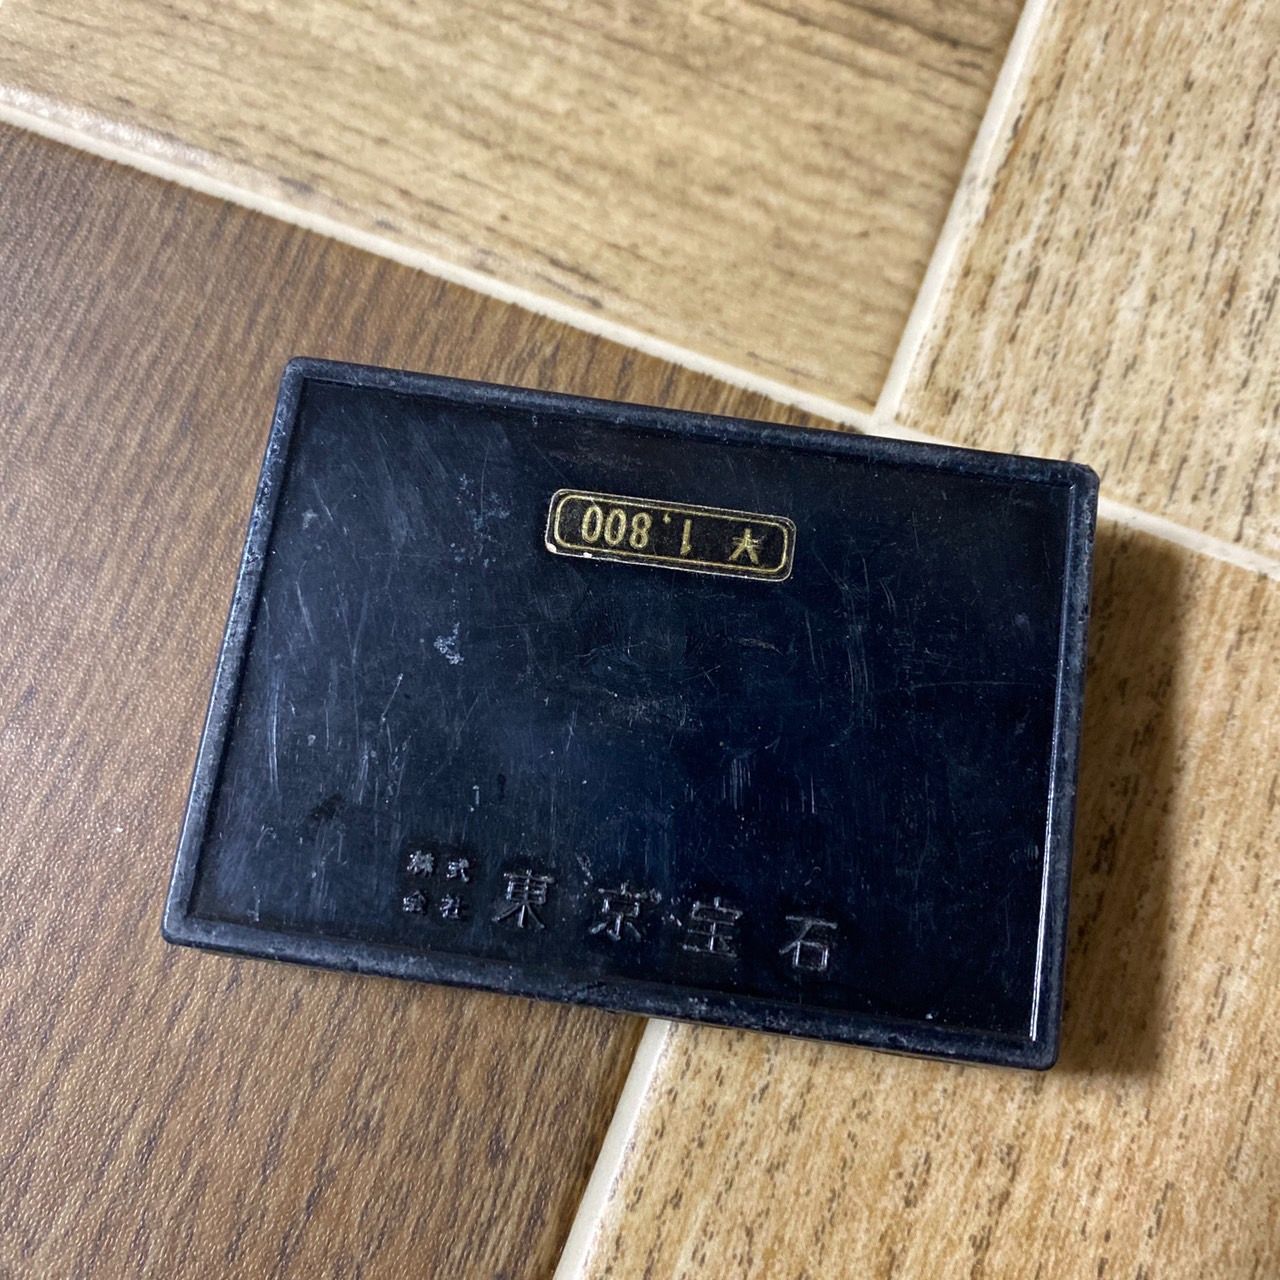 大 1,800
株式
会社 東京宝石